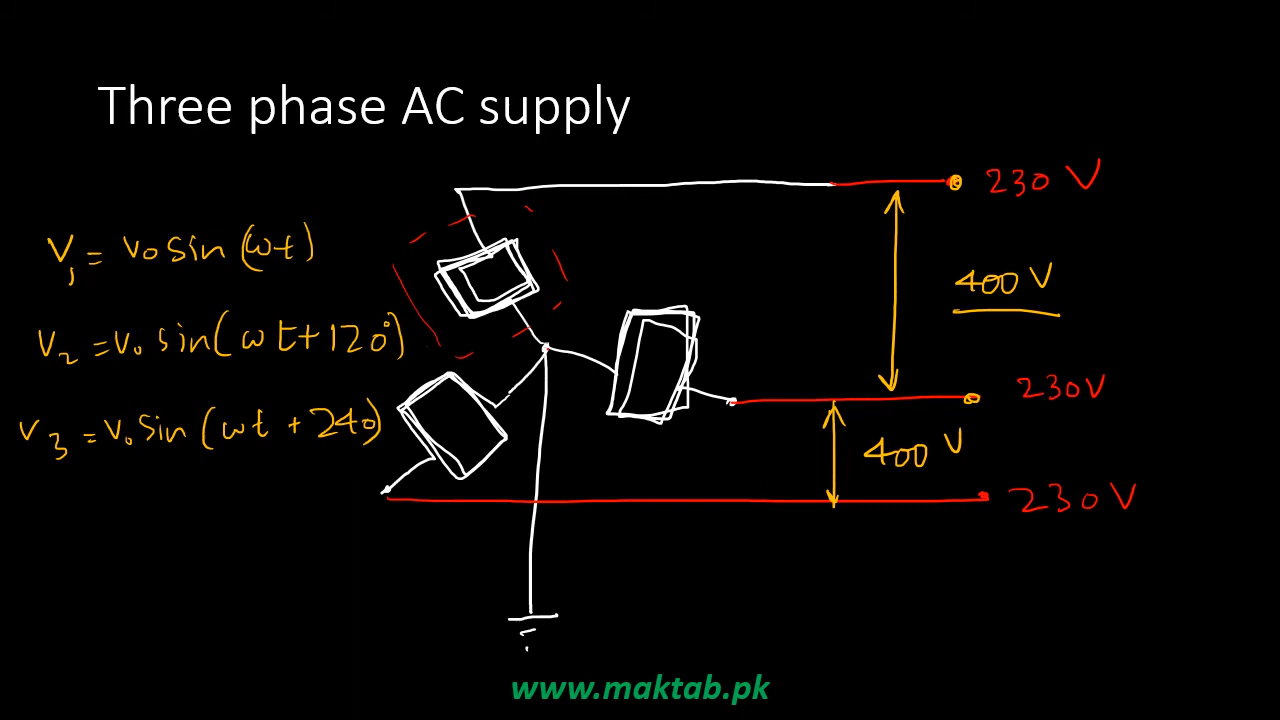 Three phase AC supply
230 V
V1 = V0 sin (ωt)
400 V
V2 = V0 sin (ωt + 120°)
230V
V3 = V0 sin (ωt + 240)
400 V
230 V
www.maktab.pk